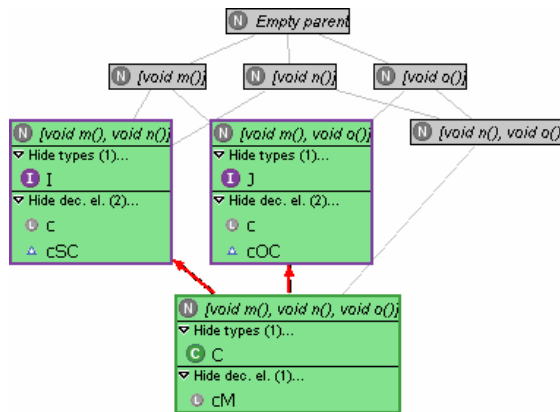 N Empty parent
N [void m()]
N [void n()]
N [void o()]
N [void m(), void n()]
Hide types (1)...
I I
Hide dec. el. (2)...
L c
cSC
N [void m(), void o()]
Hide types (1)...
I J
Hide dec. el. (2)...
L c
cOC
N [void n(), void o()
N [void m(), void n(), void o()]
Hide types (1)...
C C
Hide dec. el. (1)...
L cM